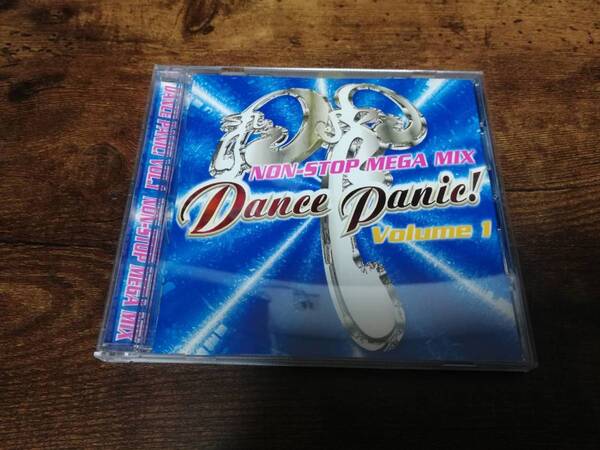 NON-STOP MEGA MIX
Dance Panic!
Volume 1
DANCE PANIC! VOL.1 NON-STOP MEGA MIX